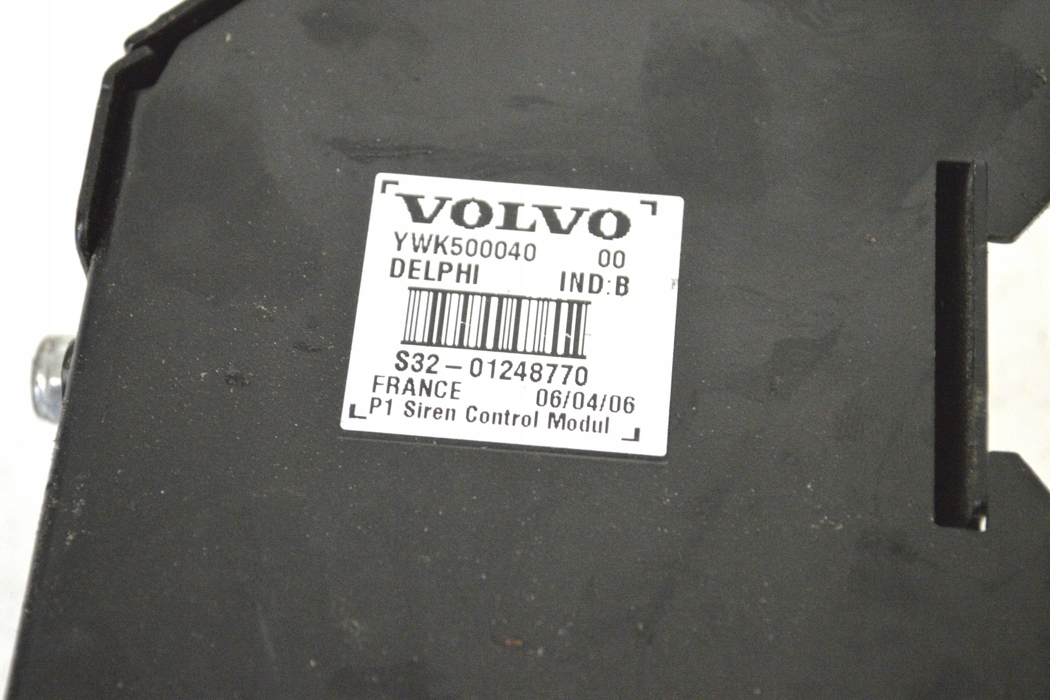 VOLVO
YWK500040 00
DELPHI IND:B
S32-01248770
FRANCE 06/04/06
P1 Siren Control Modul